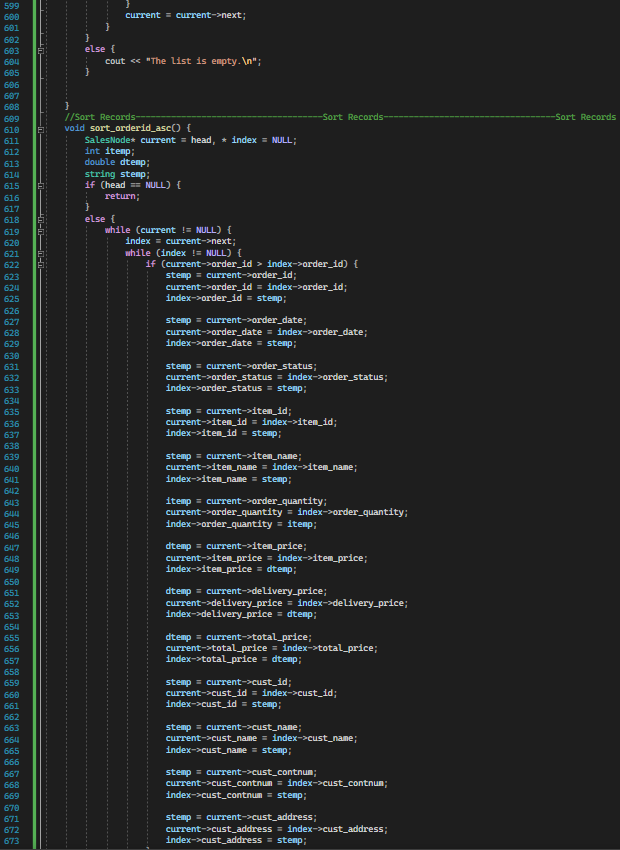 599 }
600 current = current->next;
601 }
602 }
603 else {
604 cout << "The list is empty.\n";
605 }
606
607
608 }
609 //Sort Records-------------------------------------Sort Records----------------------------------Sort Records
610 void sort_orderid_asc() {
611 SalesNode* current = head, * index = NULL;
612 int itemp;
613 double dtemp;
614 string stemp;
615 if (head == NULL) {
616 return;
617 }
618 else {
619 while (current != NULL) {
620 index = current->next;
621 while (index != NULL) {
622 if (current->order_id > index->order_id) {
623 stemp = current->order_id;
624 current->order_id = index->order_id;
625 index->order_id = stemp;
626
627 stemp = current->order_date;
628 current->order_date = index->order_date;
629 index->order_date = stemp;
630
631 stemp = current->order_status;
632 current->order_status = index->order_status;
633 index->order_status = stemp;
634
635 stemp = current->item_id;
636 current->item_id = index->item_id;
637 index->item_id = stemp;
638
639 stemp = current->item_name;
640 current->item_name = index->item_name;
641 index->item_name = stemp;
642
643 itemp = current->order_quantity;
644 current->order_quantity = index->order_quantity;
645 index->order_quantity = itemp;
646
647 dtemp = current->item_price;
648 current->item_price = index->item_price;
649 index->item_price = dtemp;
650
651 dtemp = current->delivery_price;
652 current->delivery_price = index->delivery_price;
653 index->delivery_price = dtemp;
654
655 dtemp = current->total_price;
656 current->total_price = index->total_price;
657 index->total_price = dtemp;
658
659 stemp = current->cust_id;
660 current->cust_id = index->cust_id;
661 index->cust_id = stemp;
662
663 stemp = current->cust_name;
664 current->cust_name = index->cust_name;
665 index->cust_name = stemp;
666
667 stemp = current->cust_contnum;
668 current->cust_contnum = index->cust_contnum;
669 index->cust_contnum = stemp;
670
671 stemp = current->cust_address;
672 current->cust_address = index->cust_address;
673 index->cust_address = stemp;